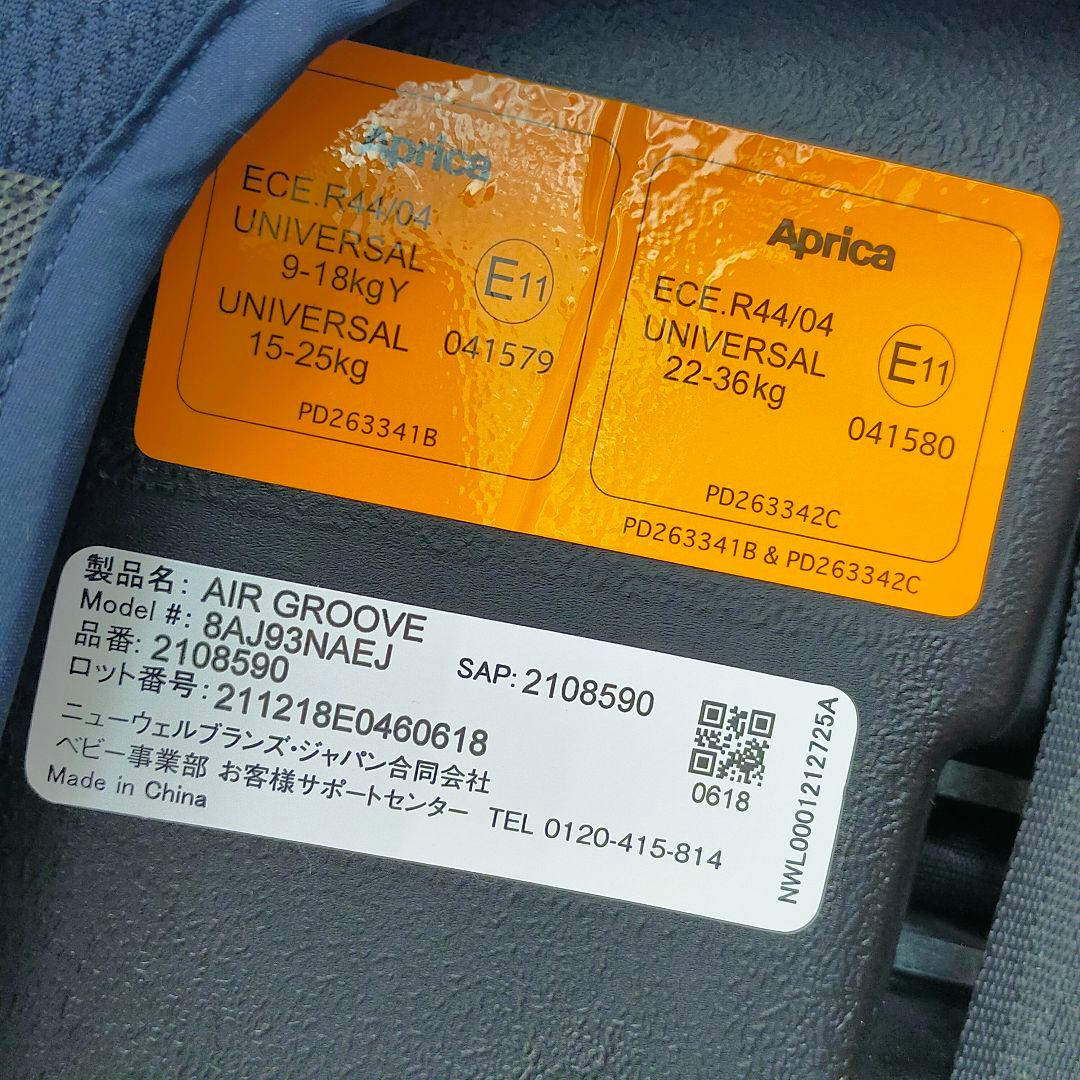 Aprica
ECE.R44/04
UNIVERSAL
9-18kgY
UNIVERSAL
15-25kg
E11
041579
PD263341B
Aprica
ECE.R44/04
UNIVERSAL
22-36kg
E11
041580
PD263342C
PD263341B & PD263342C
製品名: AIR GROOVE
Model #: 8AJ93NAEJ
品番: 2108590 SAP: 2108590
ロット番号: 211218E0460618
ニューウェルブランズ・ジャパン合同会社
ベビー事業部 お客様サポートセンター TEL 0120-415-814
Made in China
0618
NWL00012127​25A